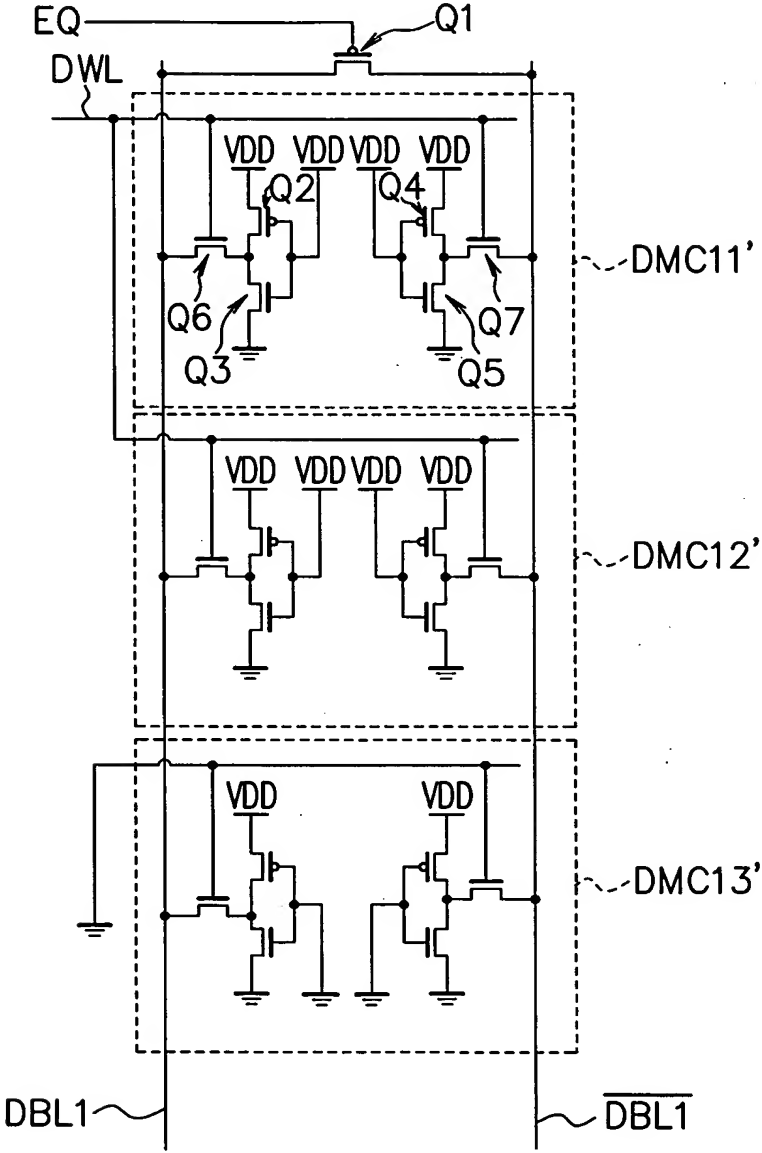 EQ Q1
DWL
VDD VDD VDD VDD
Q2 Q4
DMC11'
Q6 Q7
Q3 Q5
VDD VDD VDD VDD
DMC12'
VDD VDD
DMC13'
DBL1 D̅B̅L̅1̅